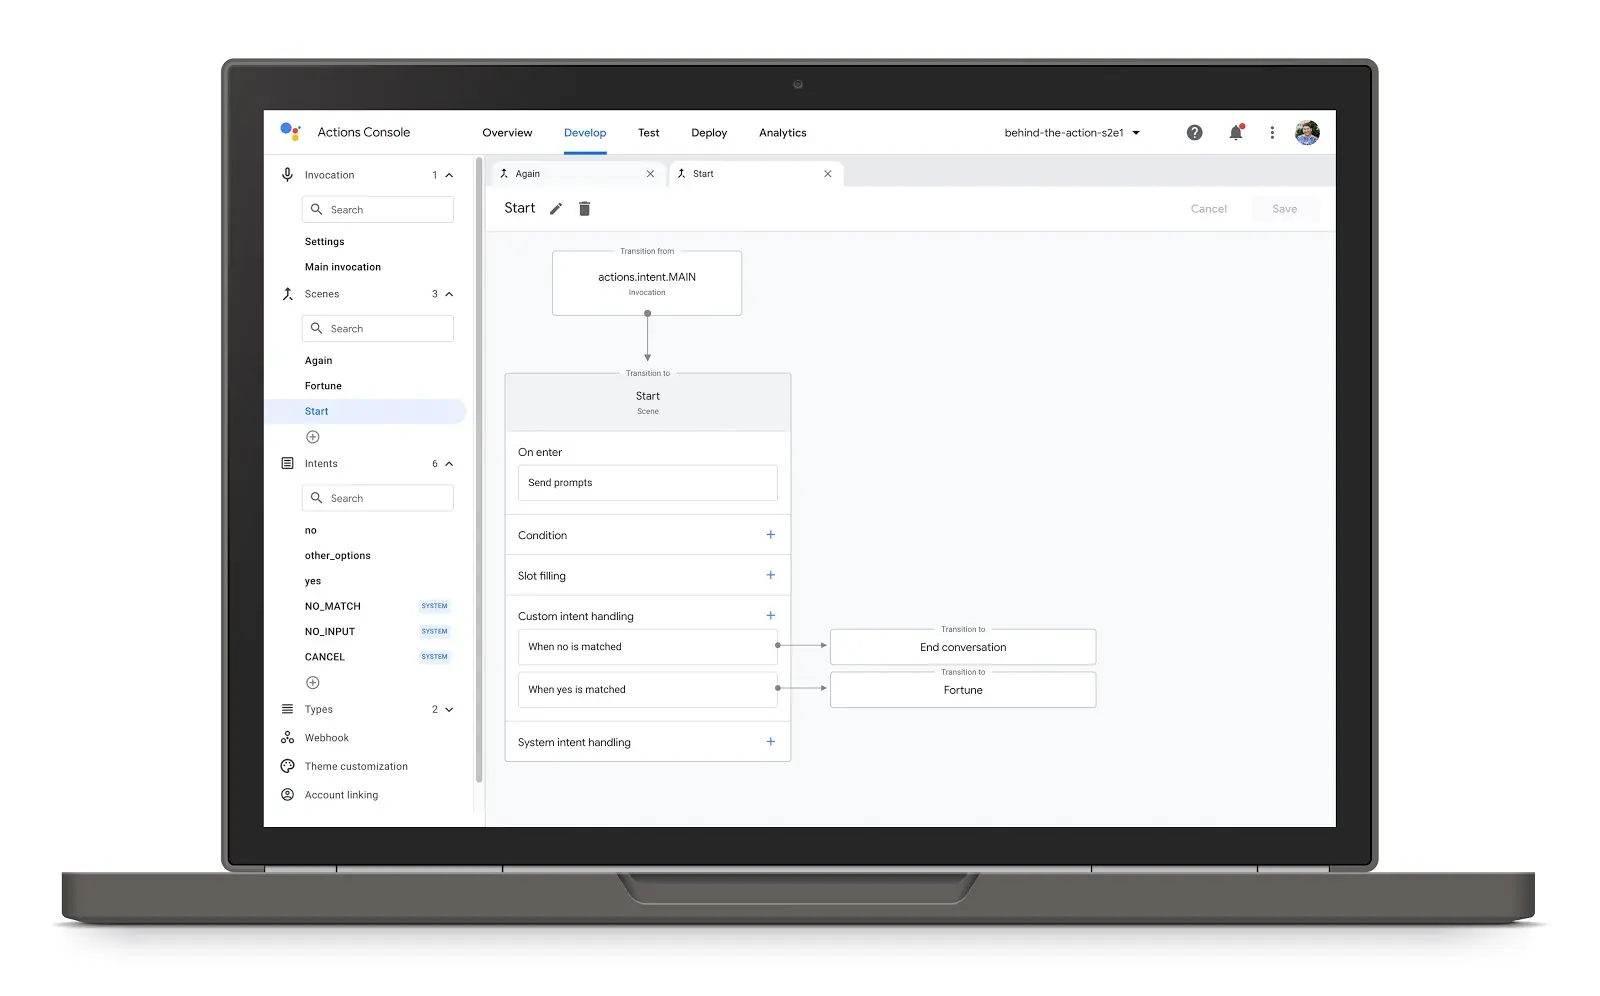 Actions Console
Overview Develop Test Deploy Analytics
behind-the-action-s2e1
Invocation 1
Search
Settings
Main invocation
Scenes 3
Search
Again
Fortune
Start
Intents 6
Search
no
other_options
yes
NO_MATCH SYSTEM
NO_INPUT SYSTEM
CANCEL SYSTEM
Types 2
Webhook
Theme customization
Account linking
Again Start
Start
Cancel Save
Transition from
actions.intent.MAIN
Invocation
Transition to
Start
Scene
On enter
Send prompts
Condition
Slot filling
Custom intent handling
When no is matched
Transition to
End conversation
When yes is matched
Transition to
Fortune
System intent handling